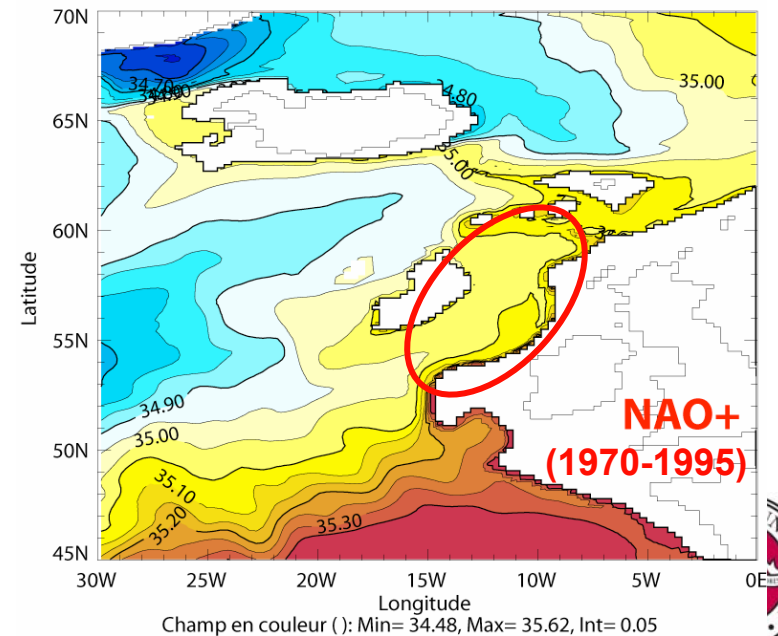 70N
34.70
34.80
35.00
65N
35.00
60N
Latitude
55N
34.90
NAO+
35.00
50N
(1970-1995)
35.10
35.20
35.30
45N
30W 25W 20W 15W 10W 5W 0E
Longitude
Champ en couleur ( ): Min= 34.48, Max= 35.62, Int= 0.05